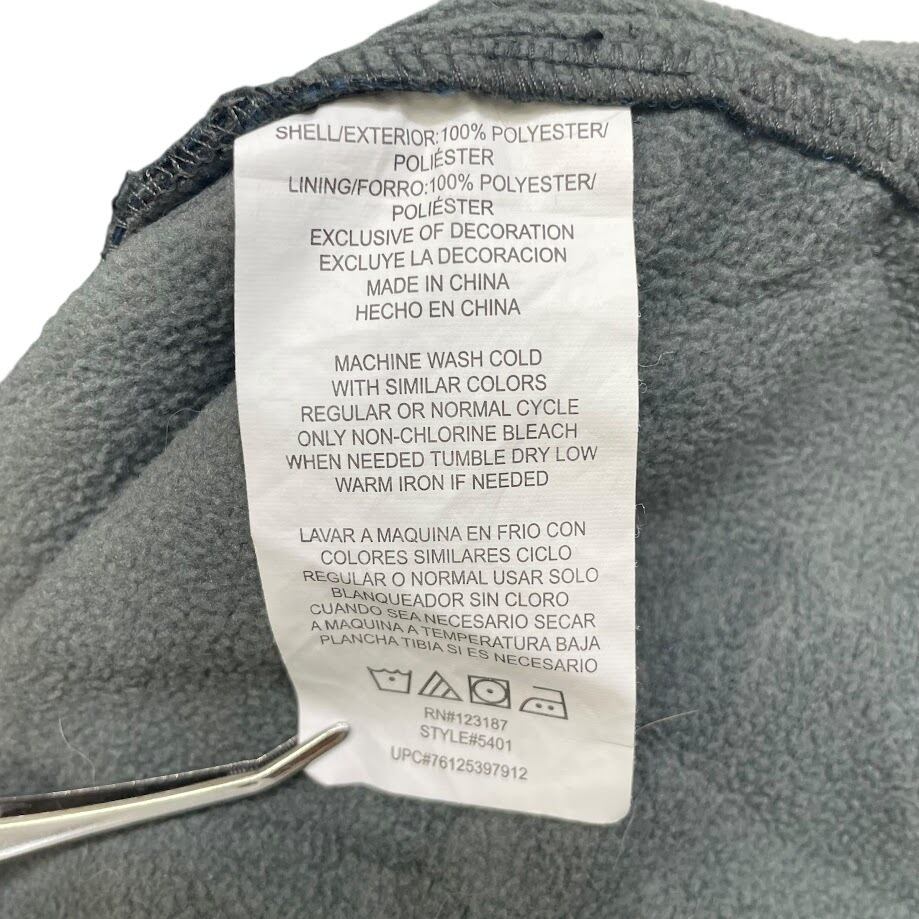 SHELL/EXTERIOR:100% POLYESTER/
POLIÉSTER
LINING/FORRO:100% POLYESTER/
POLIÉSTER
EXCLUSIVE OF DECORATION
EXCLUYE LA DECORACION
MADE IN CHINA
HECHO EN CHINA
MACHINE WASH COLD
WITH SIMILAR COLORS
REGULAR OR NORMAL CYCLE
ONLY NON-CHLORINE BLEACH
WHEN NEEDED TUMBLE DRY LOW
WARM IRON IF NEEDED
LAVAR A MAQUINA EN FRIO CON
COLORES SIMILARES CICLO
REGULAR O NORMAL USAR SOLO
BLANQUEADOR SIN CLORO
CUANDO SEA NECESARIO SECAR
A MAQUINA A TEMPERATURA BAJA
PLANCHA TIBIA SI ES NECESARIO
RN#123187
STYLE#5401
UPC#76125397912